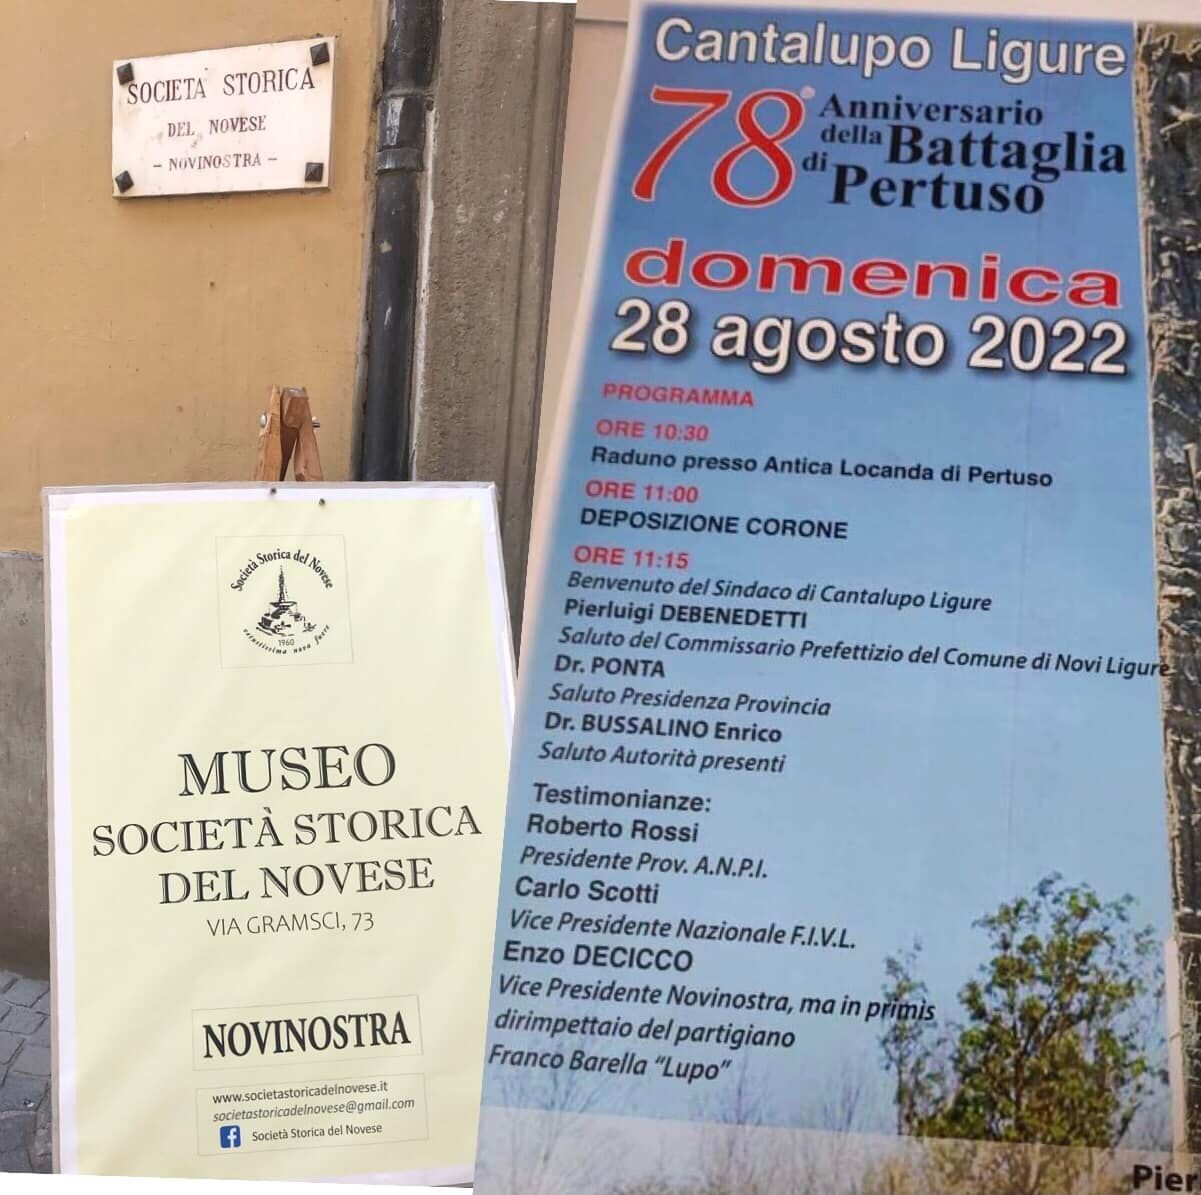 SOCIETA' STORICA
DEL NOVESE
- NOVINOSTRA -
Società Storica del Novese
1960
vetustissima nova fuere
MUSEO
SOCIETÀ STORICA
DEL NOVESE
VIA GRAMSCI, 73
NOVINOSTRA
www.societastoricadelnovese.it
societastoricadelnovese@gmail.com
Società Storica del Novese
Cantalupo Ligure
78° Anniversario
della Battaglia
di Pertuso
domenica
28 agosto 2022
PROGRAMMA
ORE 10:30
Raduno presso Antica Locanda di Pertuso
ORE 11:00
DEPOSIZIONE CORONE
ORE 11:15
Benvenuto del Sindaco di Cantalupo Ligure
Pierluigi DEBENEDETTI
Saluto del Commissario Prefettizio del Comune di Novi Ligure
Dr. PONTA
Saluto Presidenza Provincia
Dr. BUSSALINO Enrico
Saluto Autorità presenti
Testimonianze:
Roberto Rossi
Presidente Prov. A.N.P.I.
Carlo Scotti
Vice Presidente Nazionale F.I.V.L.
Enzo DECICCO
Vice Presidente Novinostra, ma in primis
dirimpettaio del partigiano
Franco Barella “Lupo”
Pier